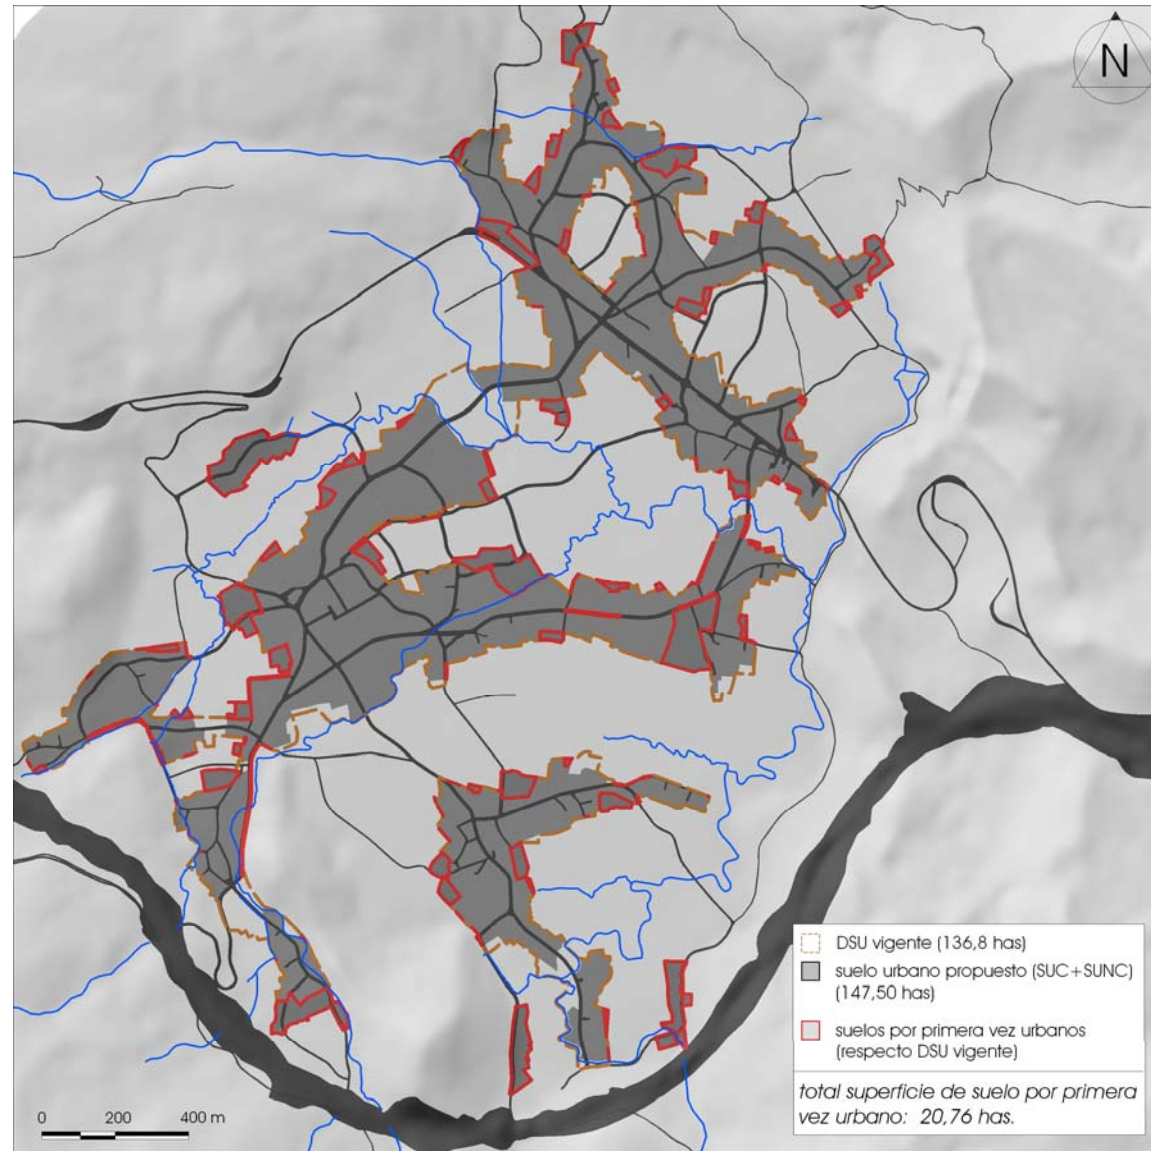 N
DSU vigente (136,8 has)
suelo urbano propuesto (SUC+SUNC)
(147,50 has)
suelos por primera vez urbanos
(respecto DSU vigente)
total superficie de suelo por primera
vez urbano: 20,76 has.
0 200 400 m